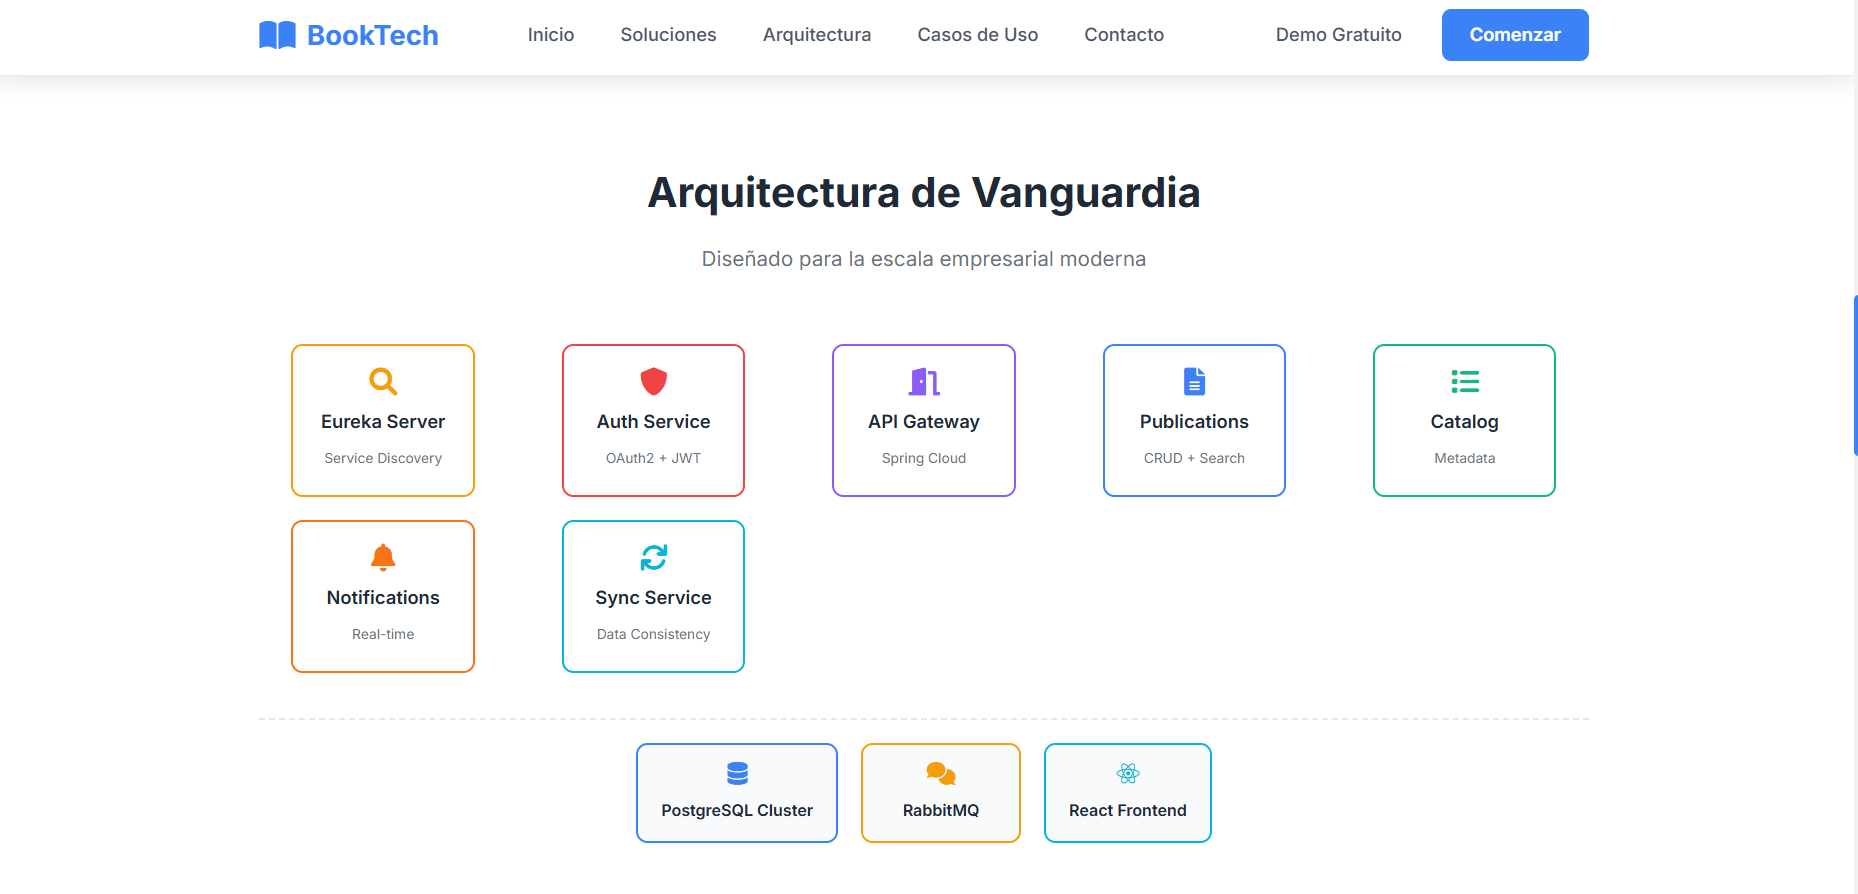 BookTech
Inicio Soluciones Arquitectura Casos de Uso Contacto Demo Gratuito Comenzar
Arquitectura de Vanguardia
Diseñado para la escala empresarial moderna
Eureka Server
Service Discovery
Auth Service
OAuth2 + JWT
API Gateway
Spring Cloud
Publications
CRUD + Search
Catalog
Metadata
Notifications
Real-time
Sync Service
Data Consistency
PostgreSQL Cluster
RabbitMQ
React Frontend